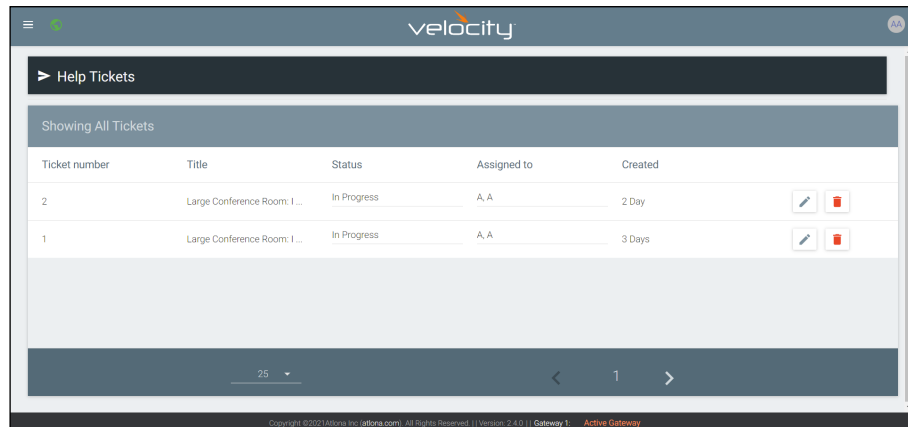 velocity
AA
Help Tickets
Showing All Tickets
Ticket number Title Status Assigned to Created
2 Large Conference Room: I ... In Progress A, A 2 Day
1 Large Conference Room: I ... In Progress A, A 3 Days
25 1
Copyright ©2021Atlona Inc (atlona.com). All Rights Reserved. | | Version: 2.4.0 | | Gateway 1: Active Gateway